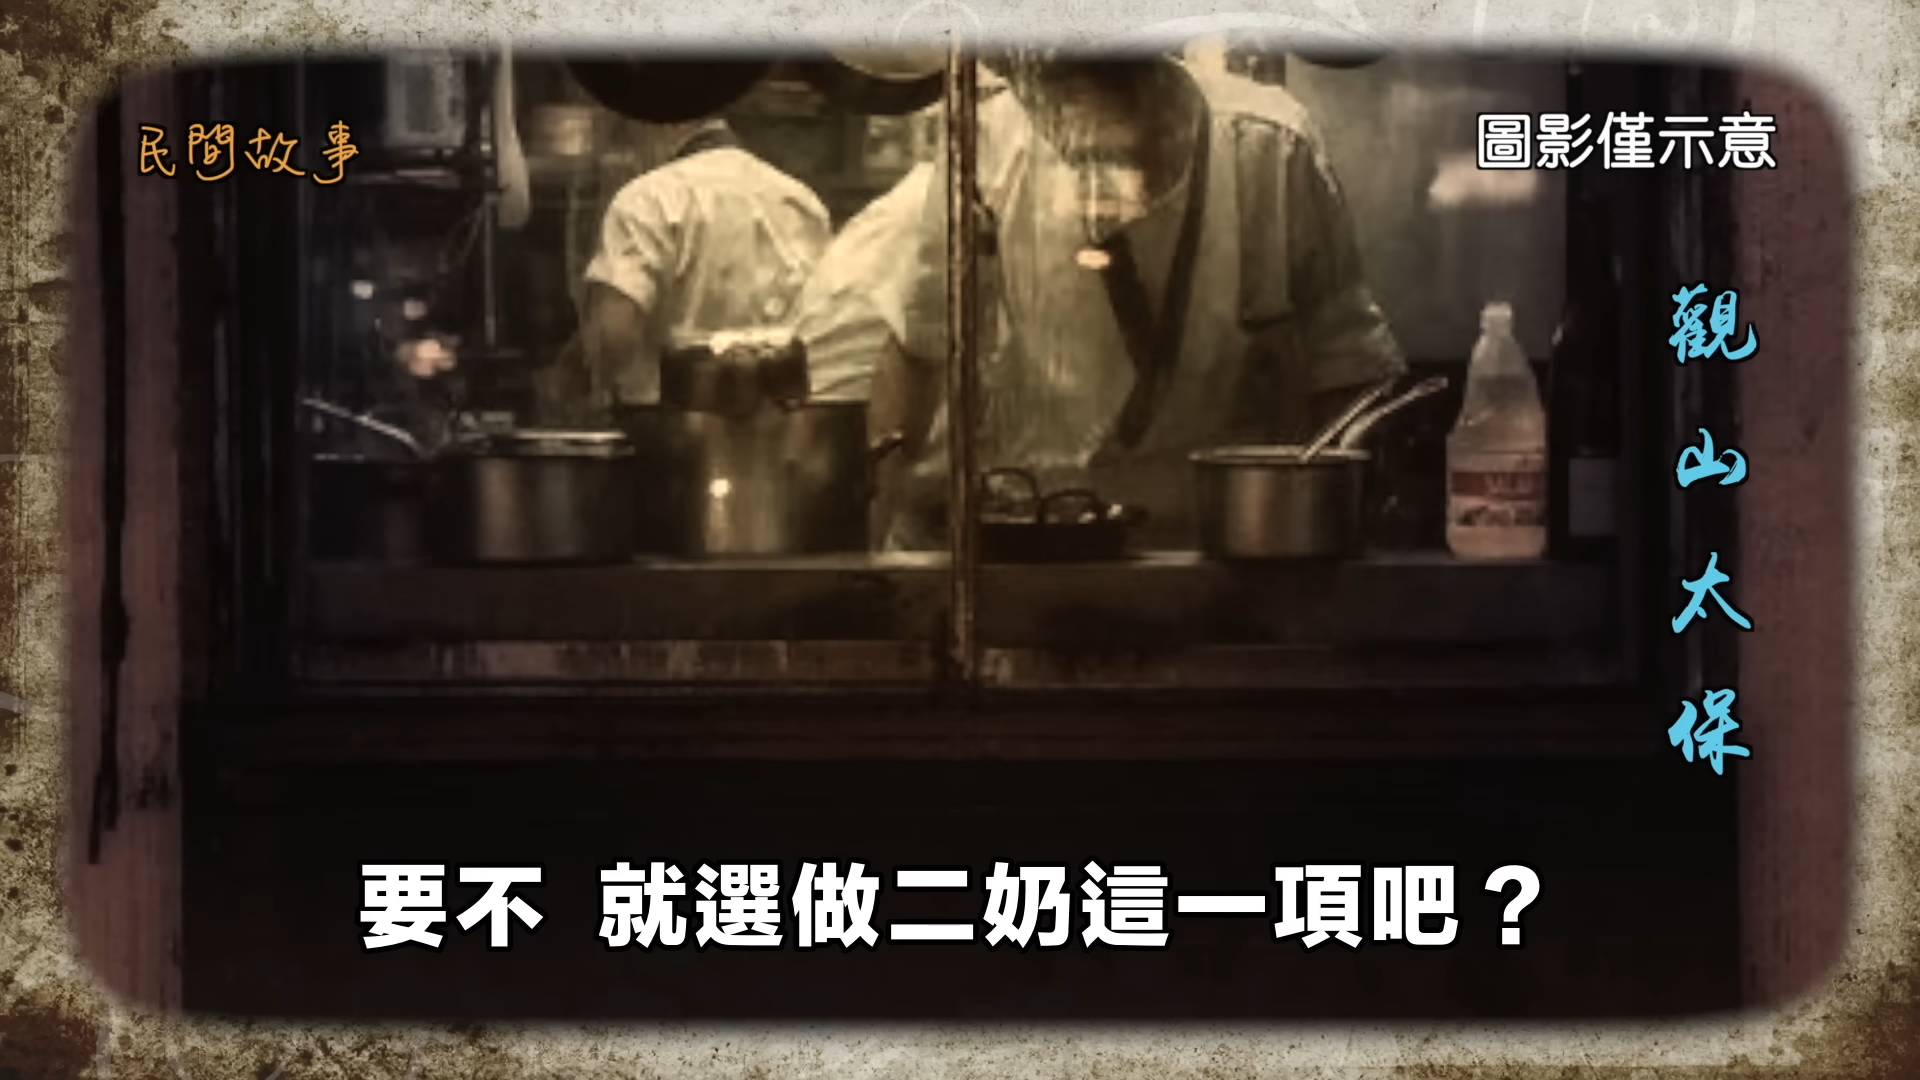 民間故事
圖影僅示意
觀山太保
要不 就選做二奶這一項吧？